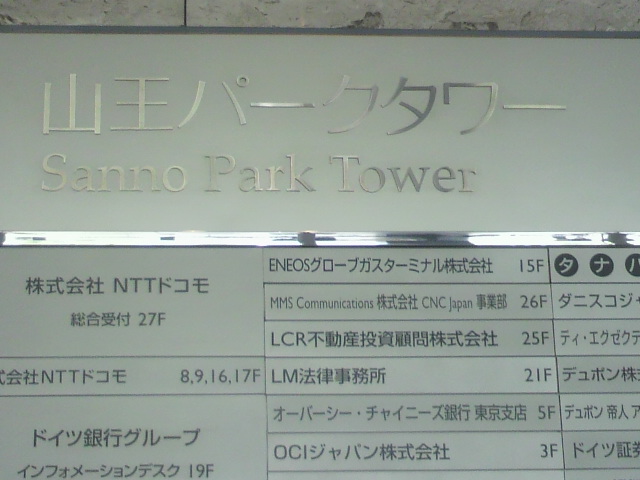 山王パークタワー
Sanno Park Tower
株式会社 NTTドコモ
総合受付 27F
式会社NTTドコモ 8,9,16,17F
ドイツ銀行グループ
インフォメーションデスク 19F
ENEOSグローブガスターミナル株式会社 15F
MMS Communications 株式会社 CNC Japan 事業部 26F
LCR不動産投資顧問株式会社 25F
LM法律事務所 21F
オーバーシー・チャイニーズ銀行 東京支店 5F
OCIジャパン株式会社 3F
タ ナ ハ
ダニスコジャ
ティ・エグゼクテ
デュポン株
デュポン 帝人 ア
ドイツ証